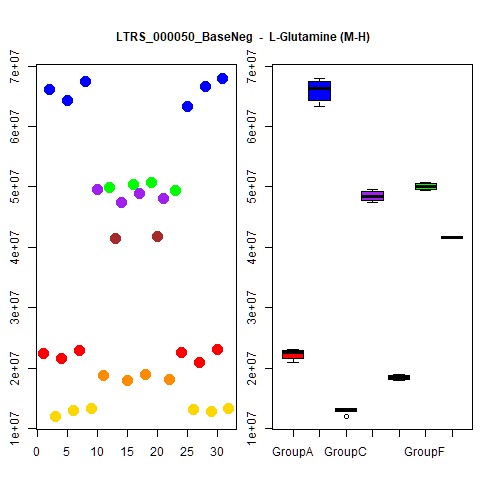 LTRS_000050_BaseNeg - L-Glutamine (M-H)
7e+07 7e+07
6e+07 6e+07
5e+07 5e+07
4e+07 4e+07
3e+07 3e+07
2e+07 2e+07
1e+07 1e+07
0 5 10 15 20 25 30 GroupA GroupC GroupF